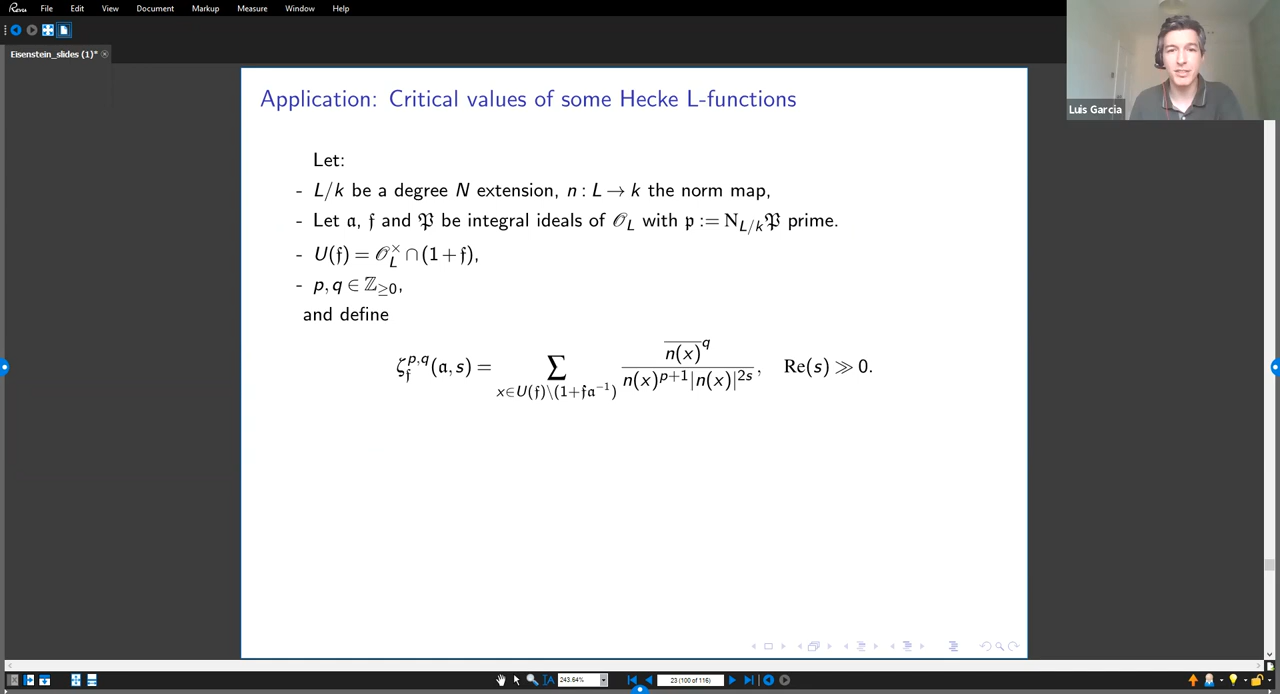 Revu File Edit View Document Markup Measure Window Help
Eisenstein_slides (1)*
Luis Garcia
Application: Critical values of some Hecke L-functions
Let:
- L/k be a degree N extension, n : L → k the norm map,
- Let 𝔞, 𝔣 and 𝔓 be integral ideals of 𝒪_L with 𝔭 := N_{L/k}𝔓 prime.
- U(𝔣) = 𝒪_L^× ∩ (1 + 𝔣),
- p, q ∈ ℤ_{≥0},
and define
ζ_𝔣^{p,q}(𝔞, s) = ∑_{x∈U(𝔣)\(1+𝔣𝔞^{-1})} \overline{n(x)}^q / (n(x)^{p+1}|n(x)|^{2s}), Re(s) ≫ 0.
IA 243.64% 23 (100 of 116)